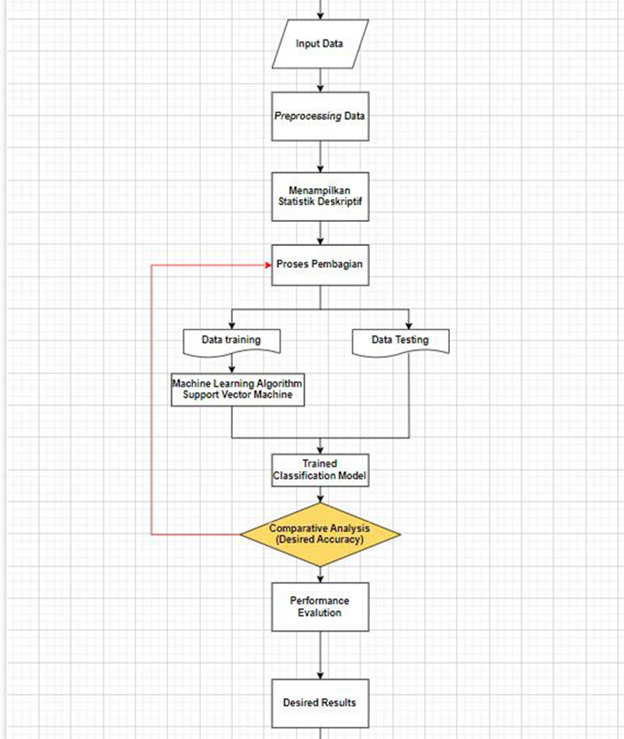 Input Data
Preprocessing Data
Menampilkan
Statistik Deskriptif
Proses Pembagian
Data training
Data Testing
Machine Learning Algorithm
Support Vector Machine
Trained
Classification Model
Comparative Analysis
(Desired Accuracy)
Performance
Evalution
Desired Results